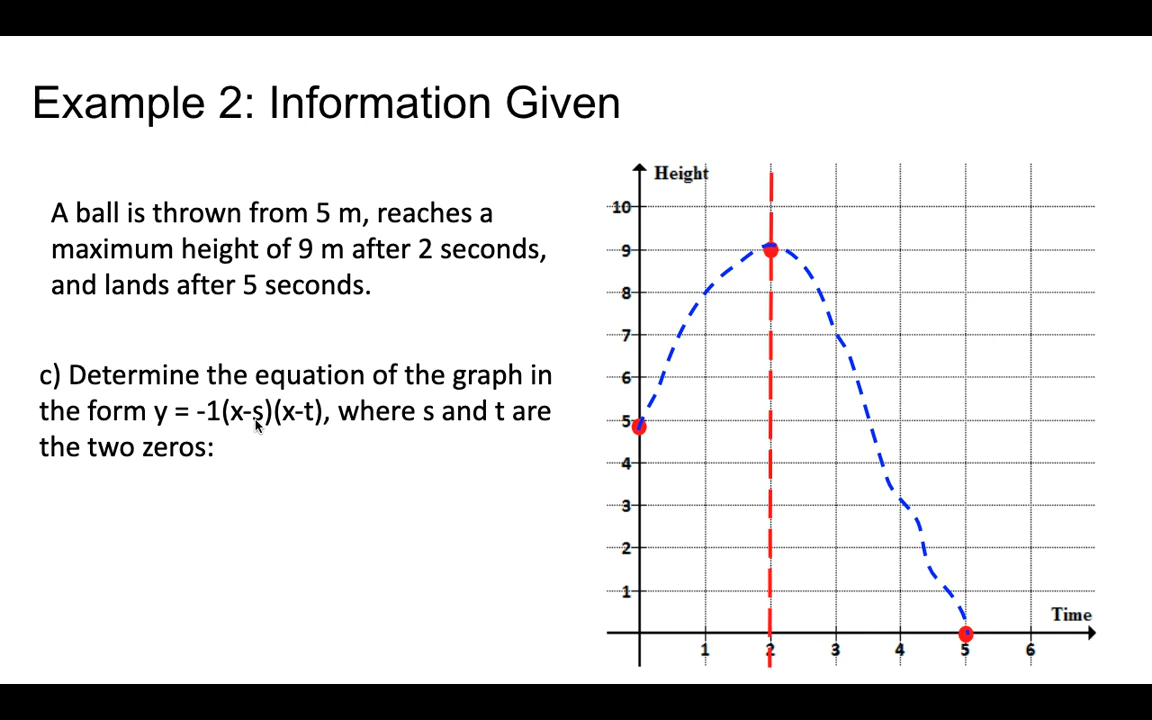 Example 2: Information Given
A ball is thrown from 5 m, reaches a
maximum height of 9 m after 2 seconds,
and lands after 5 seconds.
c) Determine the equation of the graph in
the form y = -1(x-s)(x-t), where s and t are
the two zeros:
Height
10
9
8
7
6
5
4
3
2
1
Time
1
2
3
4
5
6